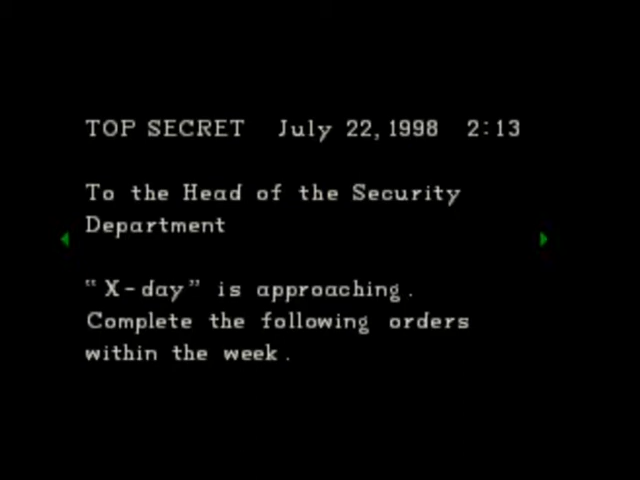 TOP SECRET July 22, 1998 2:13
To the Head of the Security
Department
"X-day" is approaching.
Complete the following orders
within the week.